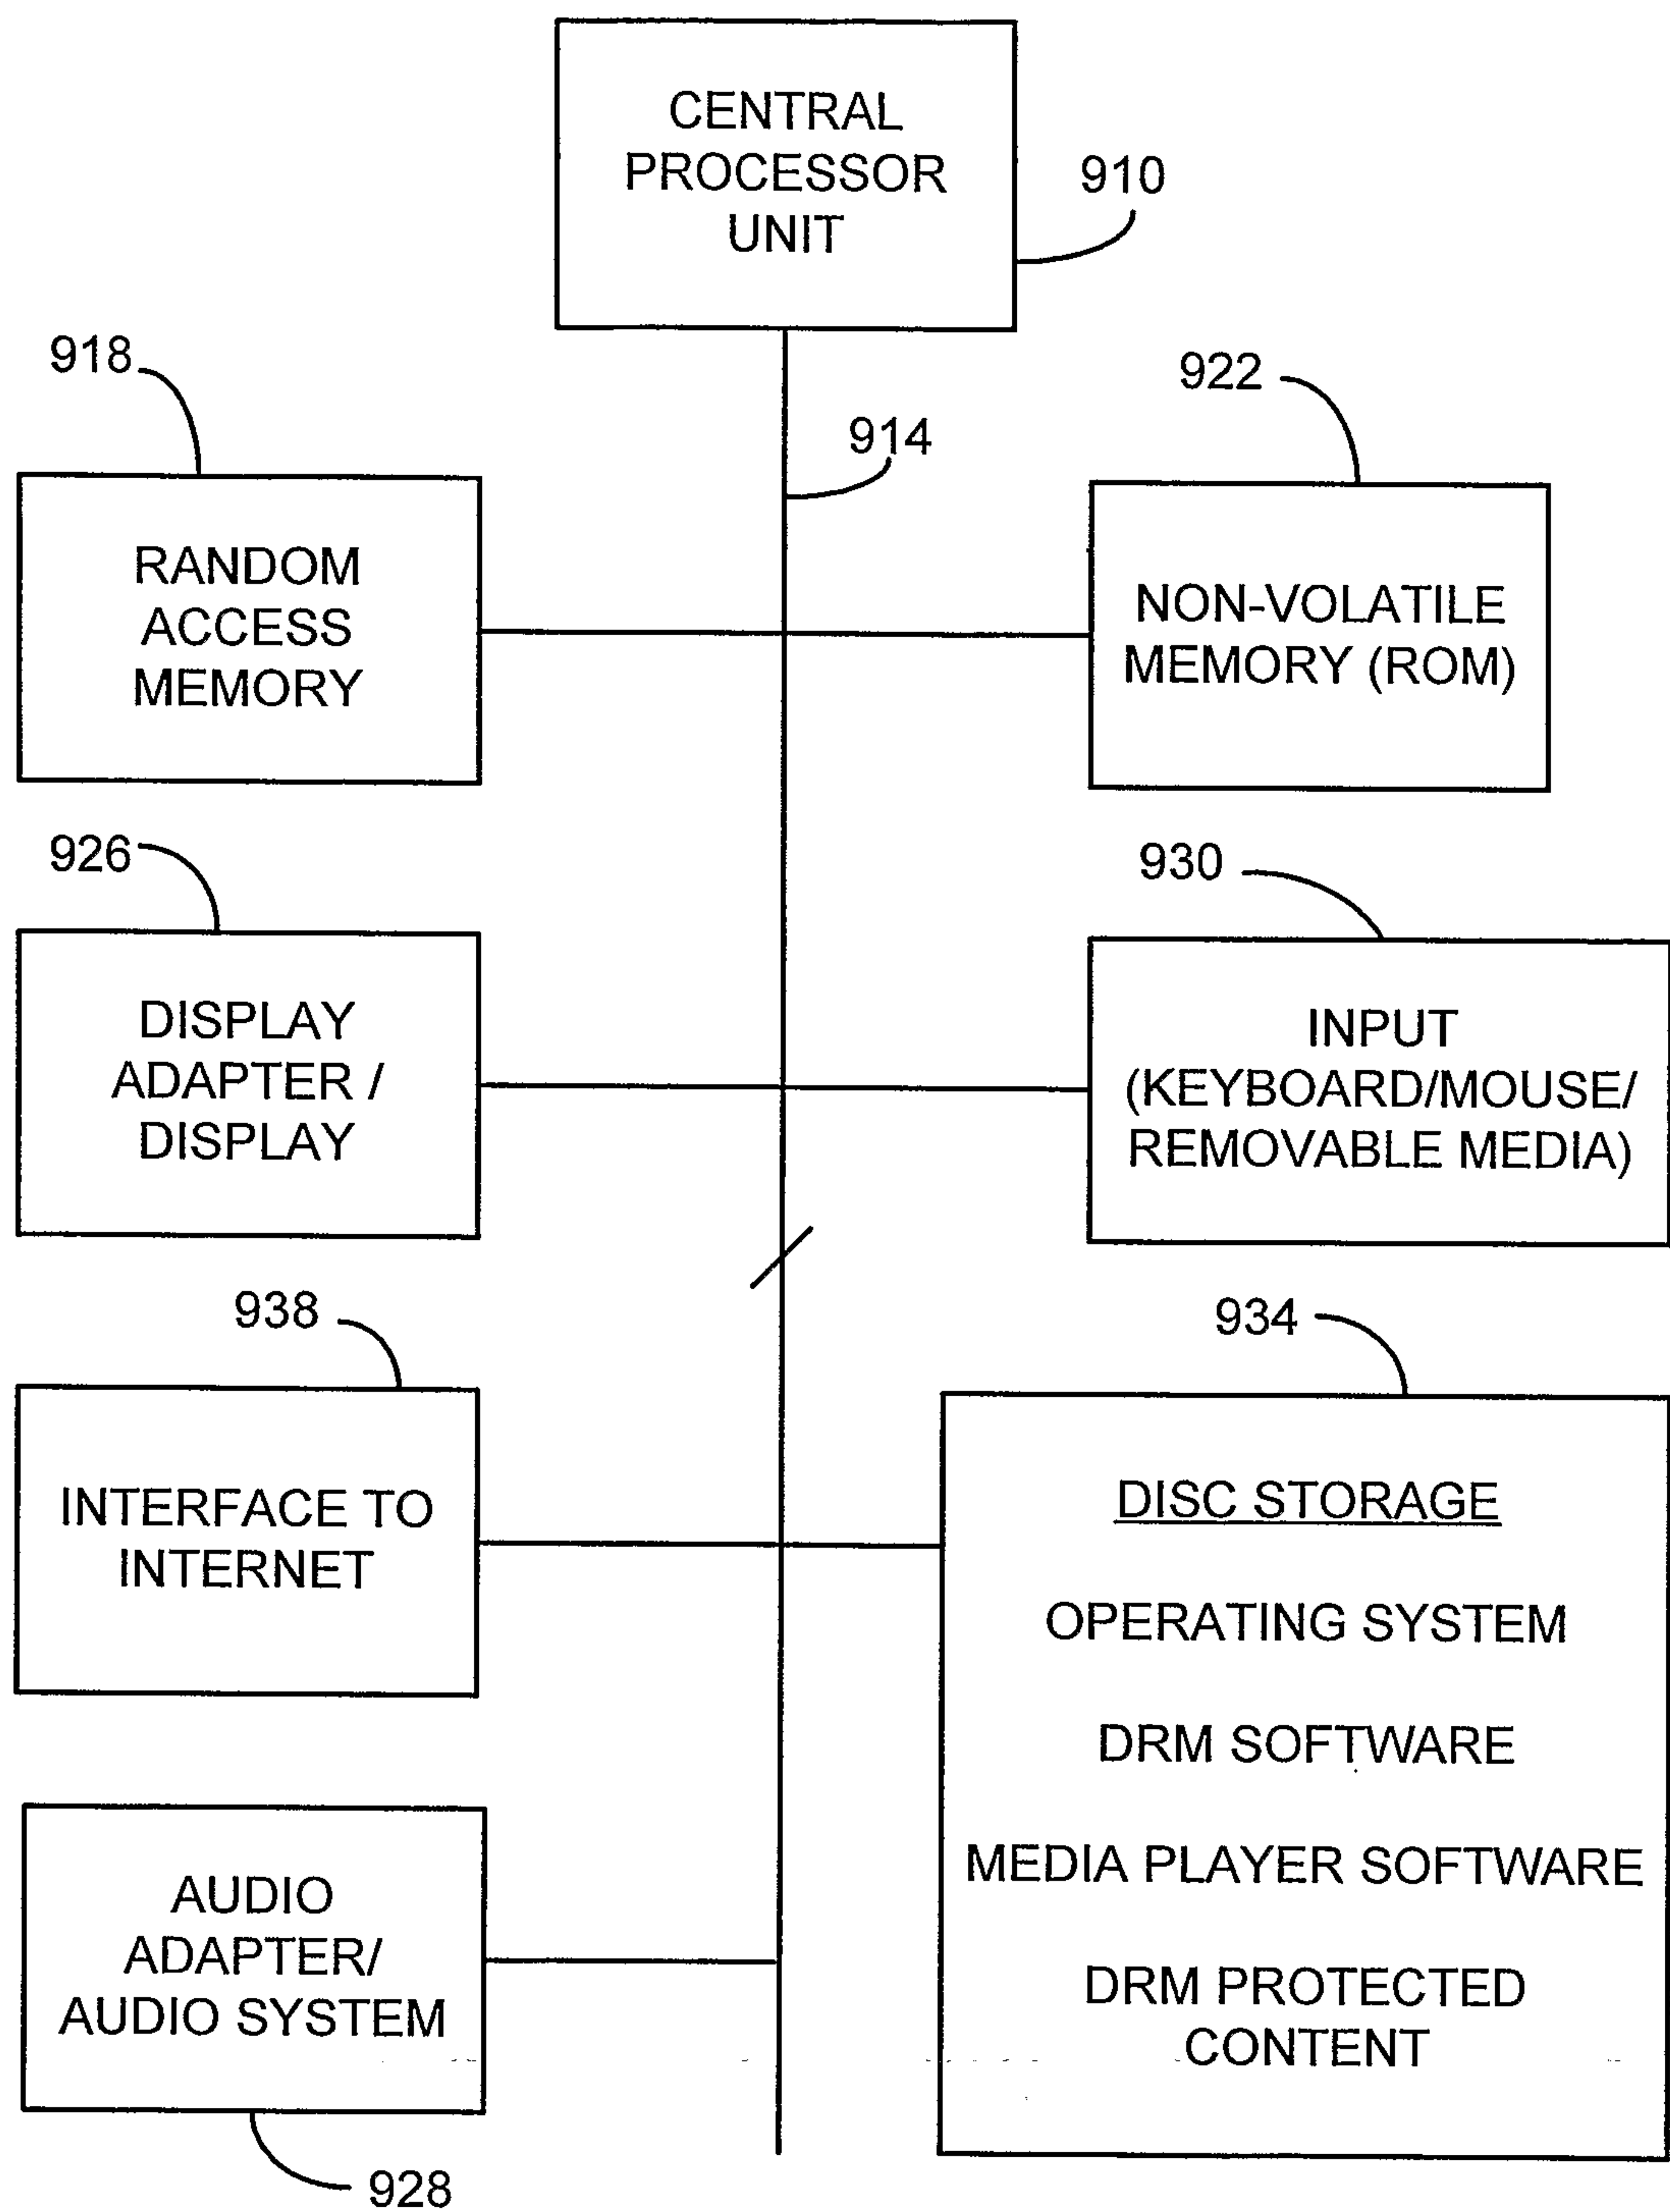 CENTRAL
PROCESSOR
UNIT
910
918
922
914
RANDOM
ACCESS
MEMORY
NON-VOLATILE
MEMORY (ROM)
926
930
DISPLAY
ADAPTER /
DISPLAY
INPUT
(KEYBOARD/MOUSE/
REMOVABLE MEDIA)
938
934
INTERFACE TO
INTERNET
DISC STORAGE
OPERATING SYSTEM
DRM SOFTWARE
MEDIA PLAYER SOFTWARE
DRM PROTECTED
CONTENT
AUDIO
ADAPTER/
AUDIO SYSTEM
928